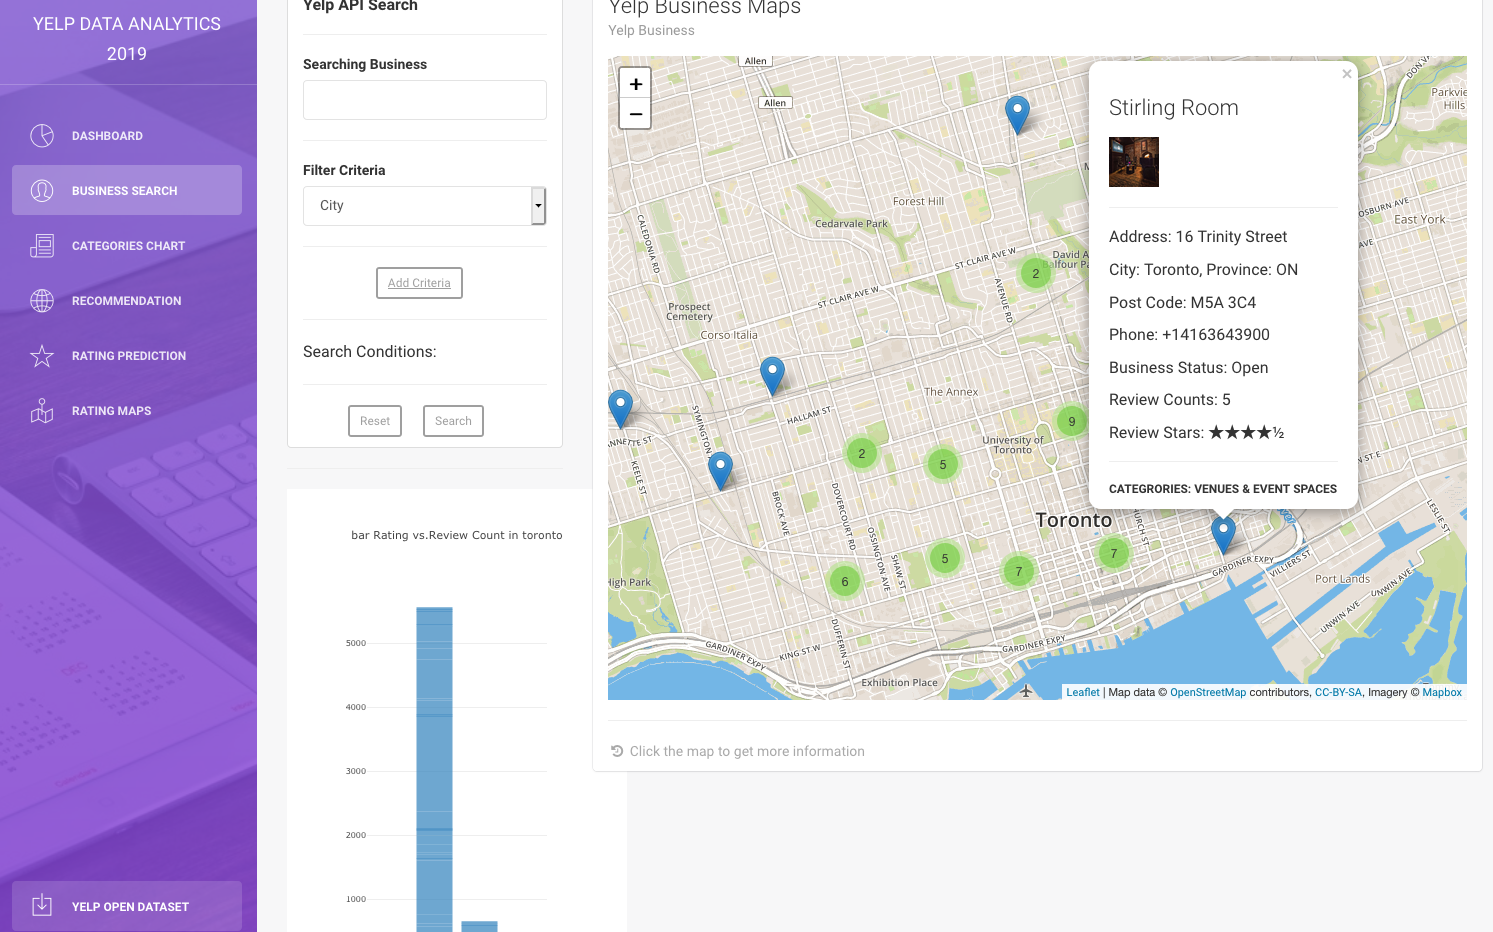 YELP DATA ANALYTICS
2019
DASHBOARD
BUSINESS SEARCH
CATEGORIES CHART
RECOMMENDATION
RATING PREDICTION
RATING MAPS
YELP OPEN DATASET
Yelp API Search
Searching Business
Filter Criteria
City
Add Criteria
Search Conditions:
Reset
Search
bar Rating vs.Review Count in toronto
5000
4000
3000
2000
1000
Yelp Business Maps
Yelp Business
+
−
Allen
Allen
Forest Hill
Cedarvale Park
CALEDONIA RD
ST CLAIR AVE W
ST CLAIR AVE W
David A
Balfour Pa
2
AVENUE RD
Prospect
Cemetery
Corso Italia
The Annex
HALLAM ST
SYMINGTON
ANNETTE ST
KEELE ST
University of
Toronto
9
2
5
BROCK AVE
DOVERCOURT RD
OSSINGTON AVE
SHAW ST
Toronto
CHURCH ST
5
7
7
6
High Park
DUFFERIN ST
GARDINER EXPY
KING ST W
GARDINER EXPY
Exhibition Place
GARDINER EXPY
VILLIERS ST
Port Lands
UNWIN AVE
UNWIN AVE
LESLIE ST
N ST E
DON V
Parkvie
Hills
OSBURN AVE
East York
AVE
M
×
Stirling Room
Address: 16 Trinity Street
City: Toronto, Province: ON
Post Code: M5A 3C4
Phone: +14163643900
Business Status: Open
Review Counts: 5
Review Stars: ★★★★½
CATEGRORIES: VENUES & EVENT SPACES
Leaflet | Map data © OpenStreetMap contributors, CC-BY-SA, Imagery © Mapbox
Click the map to get more information